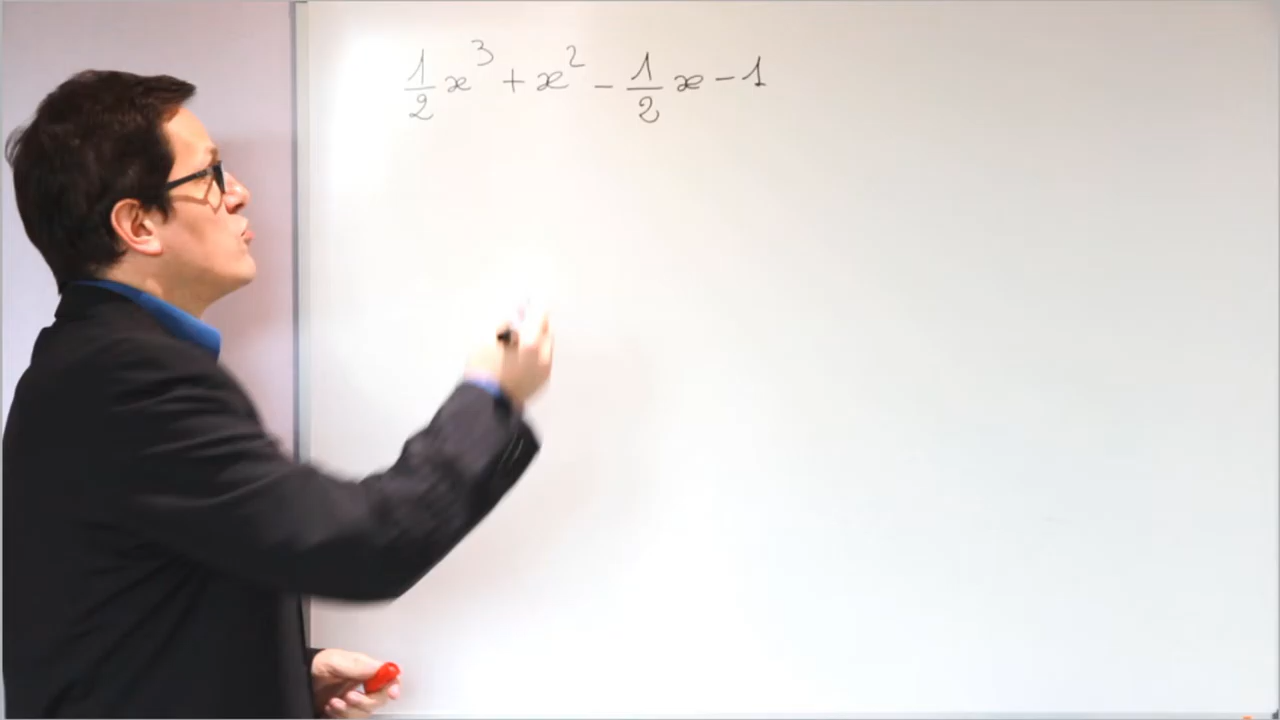 1/2 x³ + x² - 1/2 x - 1